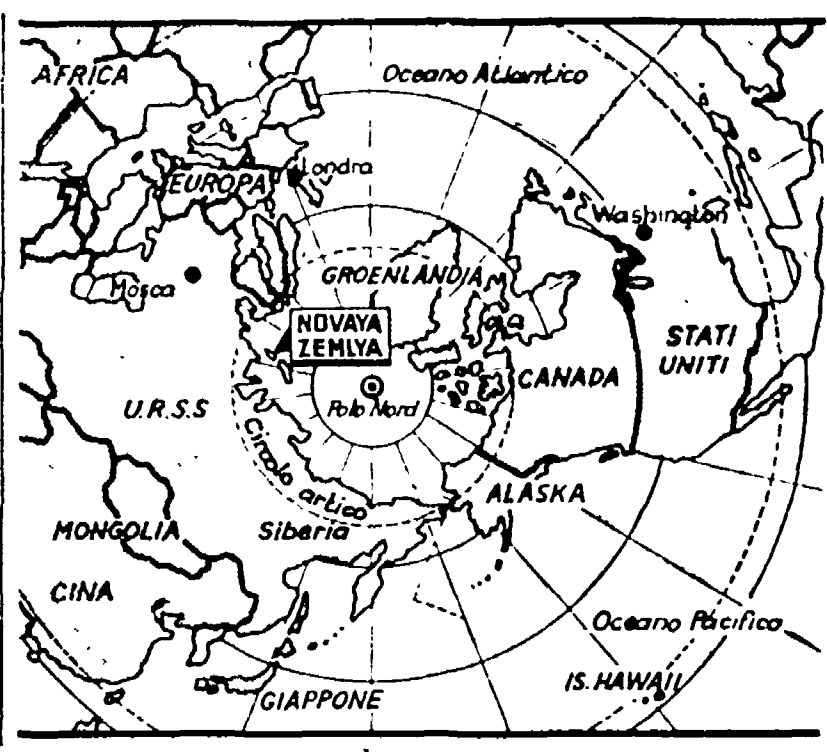 AFRICA
Oceano Atlantico
Londra
EUROPA
Washington
Mosca
GROENLANDIA
NOVAYA
ZEMLYA
STATI
UNITI
CANADA
Polo Nord
U.R.S.S
Circolo artico
ALASKA
MONGOLIA
Siberia
CINA
Oceano Pacifico
IS. HAWAII
GIAPPONE